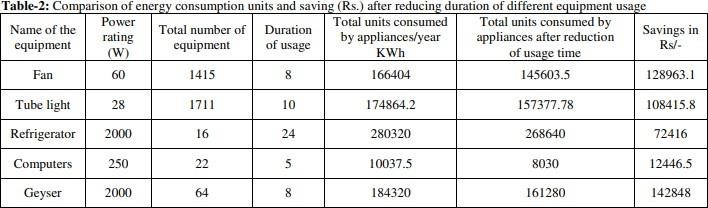 Table-2: Comparison of energy consumption units and saving (Rs.) after reducing duration of different equipment usage
Name of the equipment Power rating (W) Total number of equipment Duration of usage Total units consumed by appliances/year KWh Total units consumed by appliances after reduction of usage time Savings in Rs/-
Fan 60 1415 8 166404 145603.5 128963.1
Tube light 28 1711 10 174864.2 157377.78 108415.8
Refrigerator 2000 16 24 280320 268640 72416
Computers 250 22 5 10037.5 8030 12446.5
Geyser 2000 64 8 184320 161280 142848